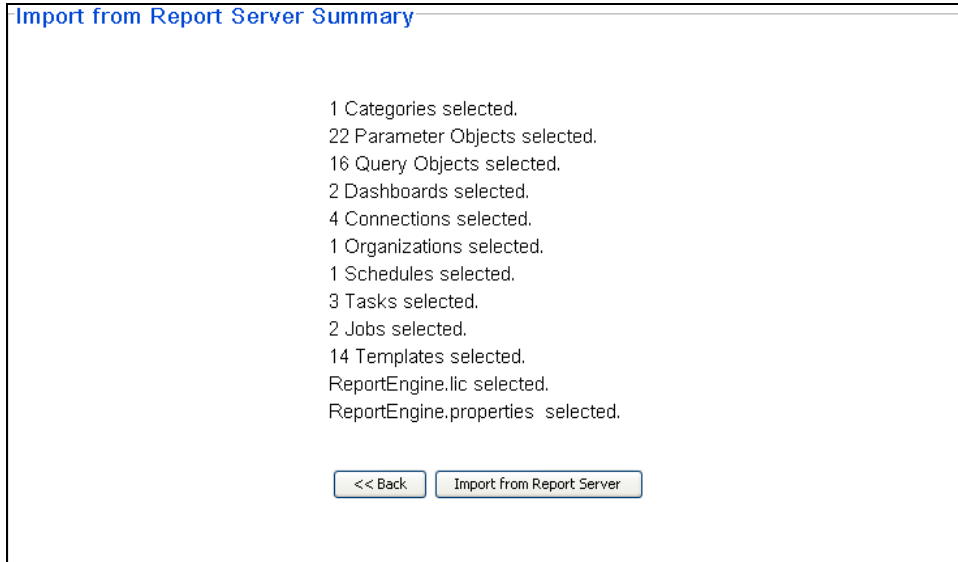 Import from Report Server Summary
1 Categories selected.
22 Parameter Objects selected.
16 Query Objects selected.
2 Dashboards selected.
4 Connections selected.
1 Organizations selected.
1 Schedules selected.
3 Tasks selected.
2 Jobs selected.
14 Templates selected.
ReportEngine.lic selected.
ReportEngine.properties  selected.
<< Back Import from Report Server